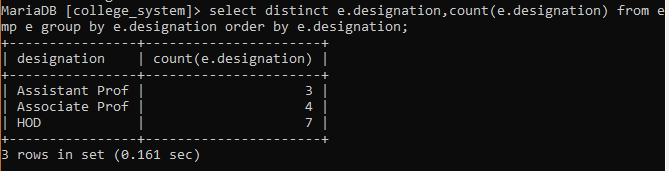 MariaDB [college_system]> select distinct e.designation,count(e.designation) from e
mp e group by e.designation order by e.designation;
+----------------+----------------------+
| designation    | count(e.designation) |
+----------------+----------------------+
| Assistant Prof |                    3 |
| Associate Prof |                    4 |
| HOD            |                    7 |
+----------------+----------------------+
3 rows in set (0.161 sec)